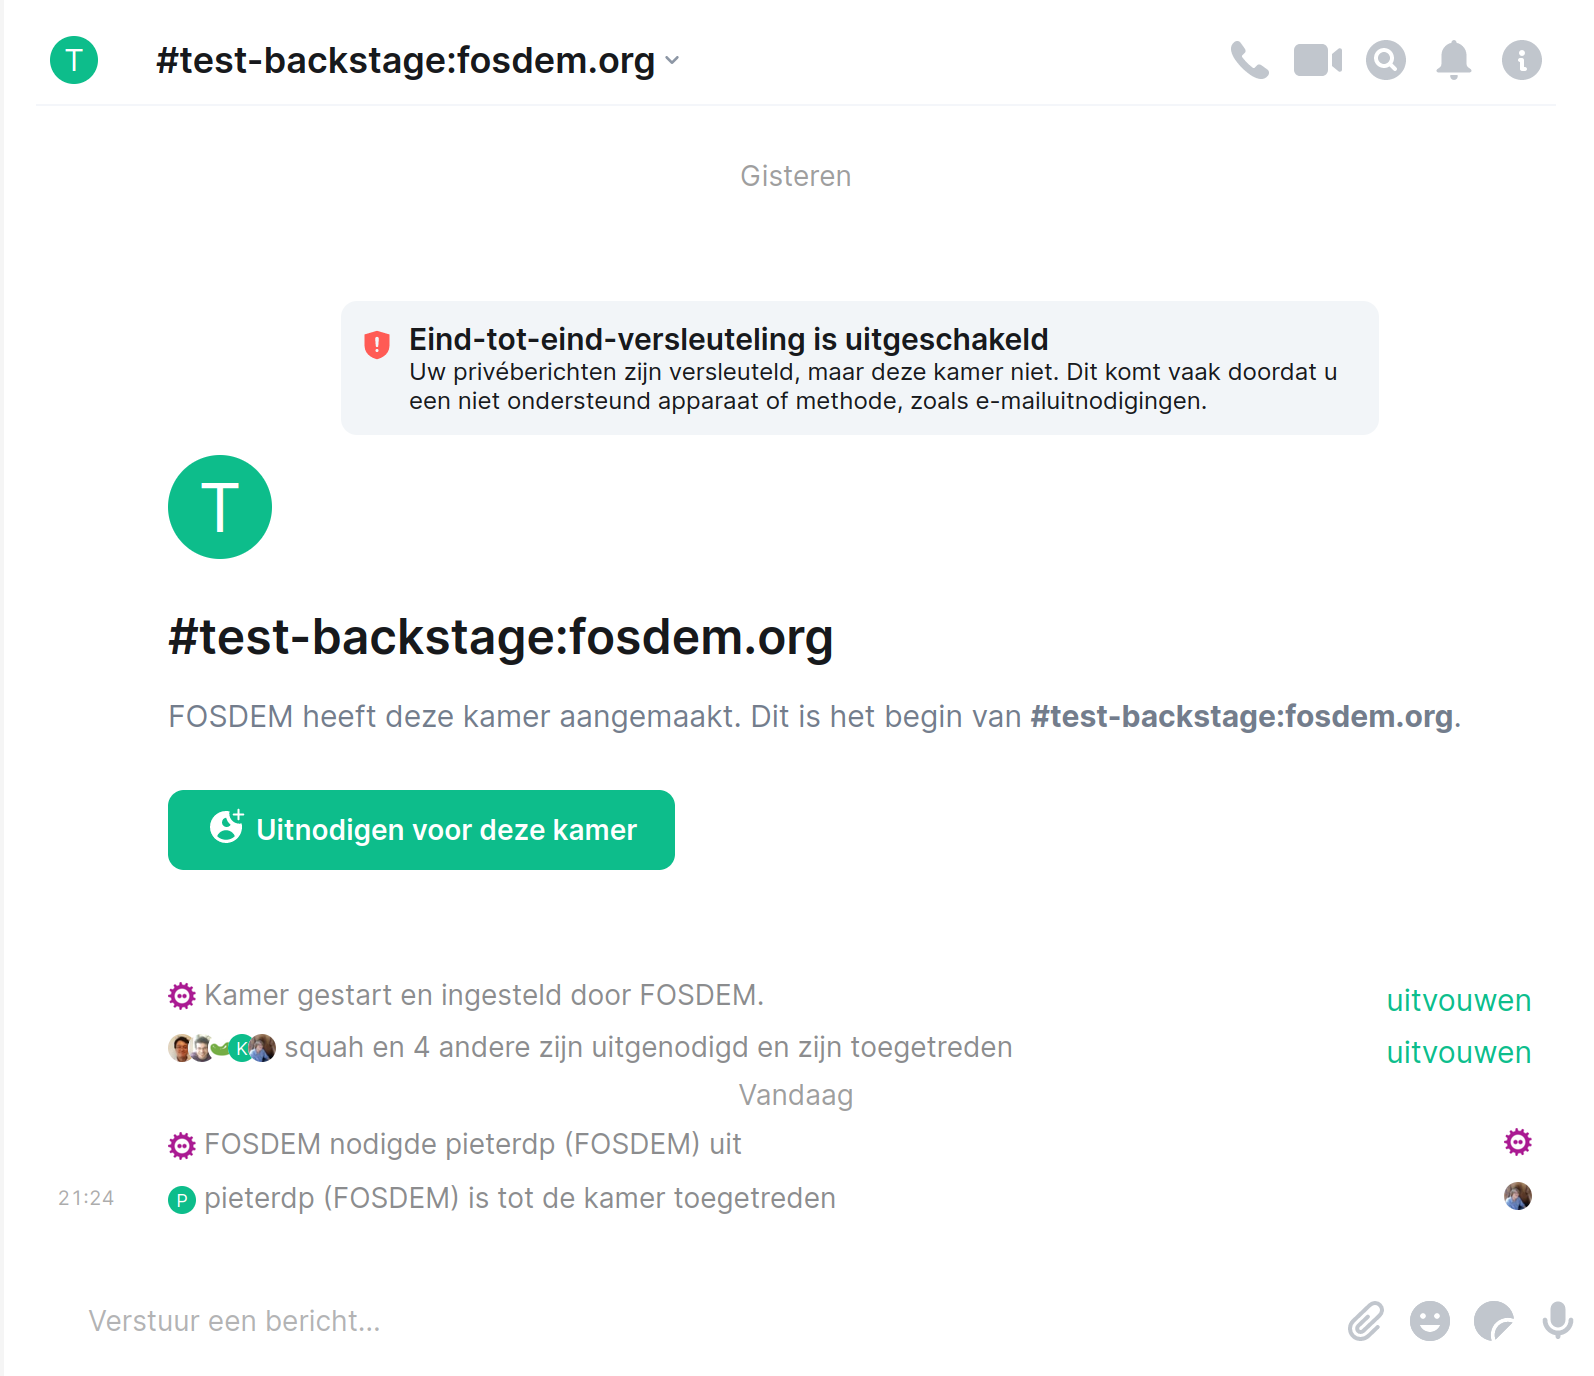 T #test-backstage:fosdem.org
Gisteren
Eind-tot-eind-versleuteling is uitgeschakeld
Uw privéberichten zijn versleuteld, maar deze kamer niet. Dit komt vaak doordat u
een niet ondersteund apparaat of methode, zoals e-mailuitnodigingen.
T
#test-backstage:fosdem.org
FOSDEM heeft deze kamer aangemaakt. Dit is het begin van #test-backstage:fosdem.org.
Uitnodigen voor deze kamer
Kamer gestart en ingesteld door FOSDEM. uitvouwen
K squah en 4 andere zijn uitgenodigd en zijn toegetreden uitvouwen
Vandaag
FOSDEM nodigde pieterdp (FOSDEM) uit
21:24 P pieterdp (FOSDEM) is tot de kamer toegetreden
Verstuur een bericht...